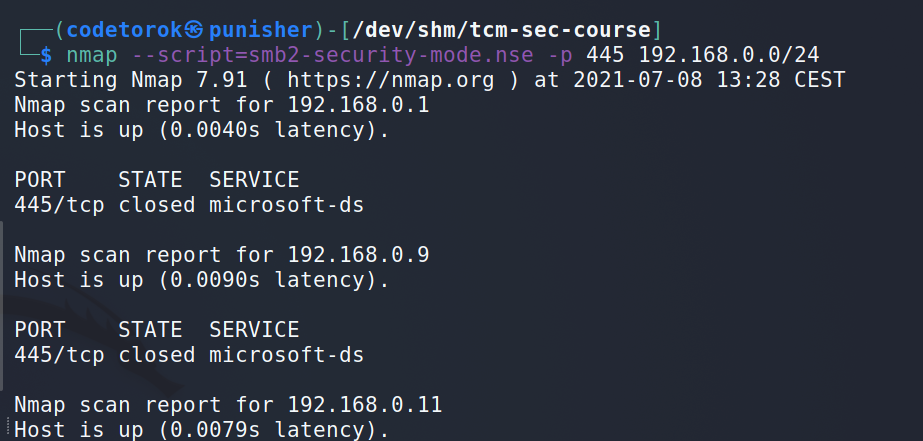 ┌──(codetorok㉿punisher)-[/dev/shm/tcm-sec-course]
└─$ nmap --script=smb2-security-mode.nse -p 445 192.168.0.0/24
Starting Nmap 7.91 ( https://nmap.org ) at 2021-07-08 13:28 CEST
Nmap scan report for 192.168.0.1
Host is up (0.0040s latency).

PORT    STATE  SERVICE
445/tcp closed microsoft-ds

Nmap scan report for 192.168.0.9
Host is up (0.0090s latency).

PORT    STATE  SERVICE
445/tcp closed microsoft-ds

Nmap scan report for 192.168.0.11
Host is up (0.0079s latency).